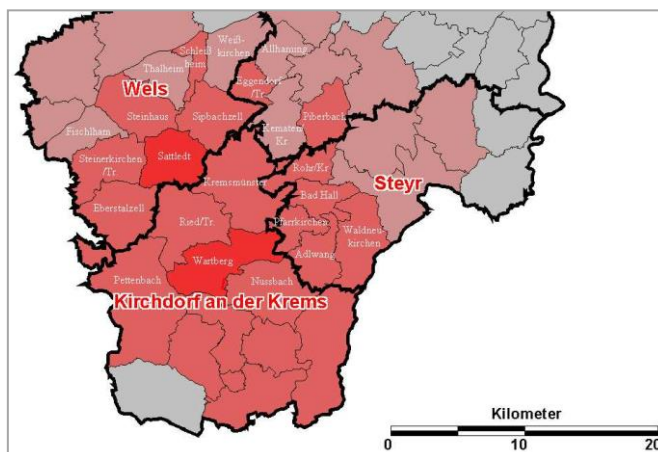 Weiß-
kirchen
Allhaming
Schleiß
heim
Thalheim
Eggendorf
/Tr.
Wels
Steinhaus
Sipbachzell
Piberbach
Fischlham
Kematen/
Kr.
Steinerkirchen
/Tr.
Sattledt
Rohr/Kr
Kremsmünster
Steyr
Eberstalzell
Bad Hall
Ried/Tr.
Pfarrkirchen
Waldneu-
kirchen
Adlwang
Wartberg
Pettenbach
Nussbach
Kirchdorf an der Krems
Kilometer
0 10 20